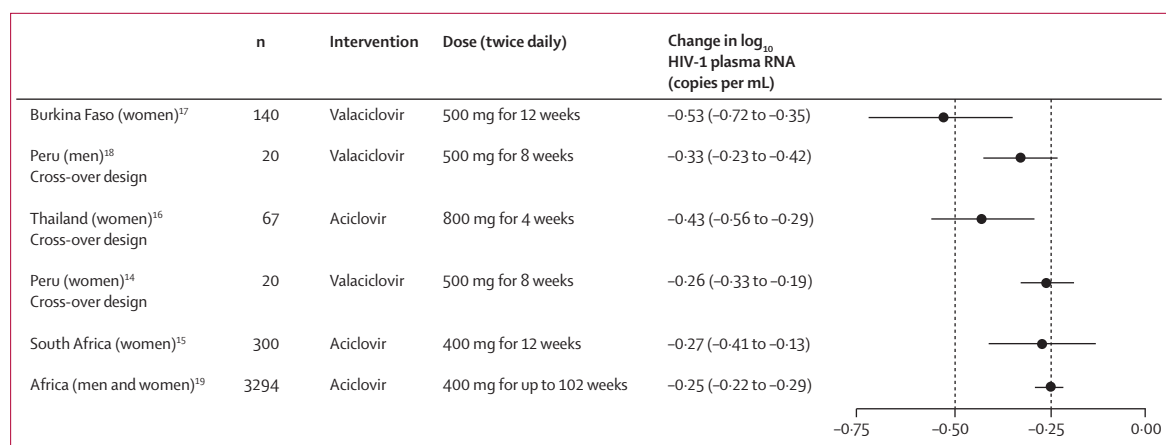 n Intervention Dose (twice daily) Change in log10
HIV-1 plasma RNA
(copies per mL)
Burkina Faso (women)17 140 Valaciclovir 500 mg for 12 weeks –0·53 (–0·72 to –0·35)
Peru (men)18 20 Valaciclovir 500 mg for 8 weeks –0·33 (–0·23 to –0·42)
Cross-over design
Thailand (women)16 67 Aciclovir 800 mg for 4 weeks –0·43 (–0·56 to –0·29)
Cross-over design
Peru (women)14 20 Valaciclovir 500 mg for 8 weeks –0·26 (–0·33 to –0·19)
Cross-over design
South Africa (women)15 300 Aciclovir 400 mg for 12 weeks –0·27 (–0·41 to –0·13)
Africa (men and women)19 3294 Aciclovir 400 mg for up to 102 weeks –0·25 (–0·22 to –0·29)
–0·75 –0·50 –0·25 0·00